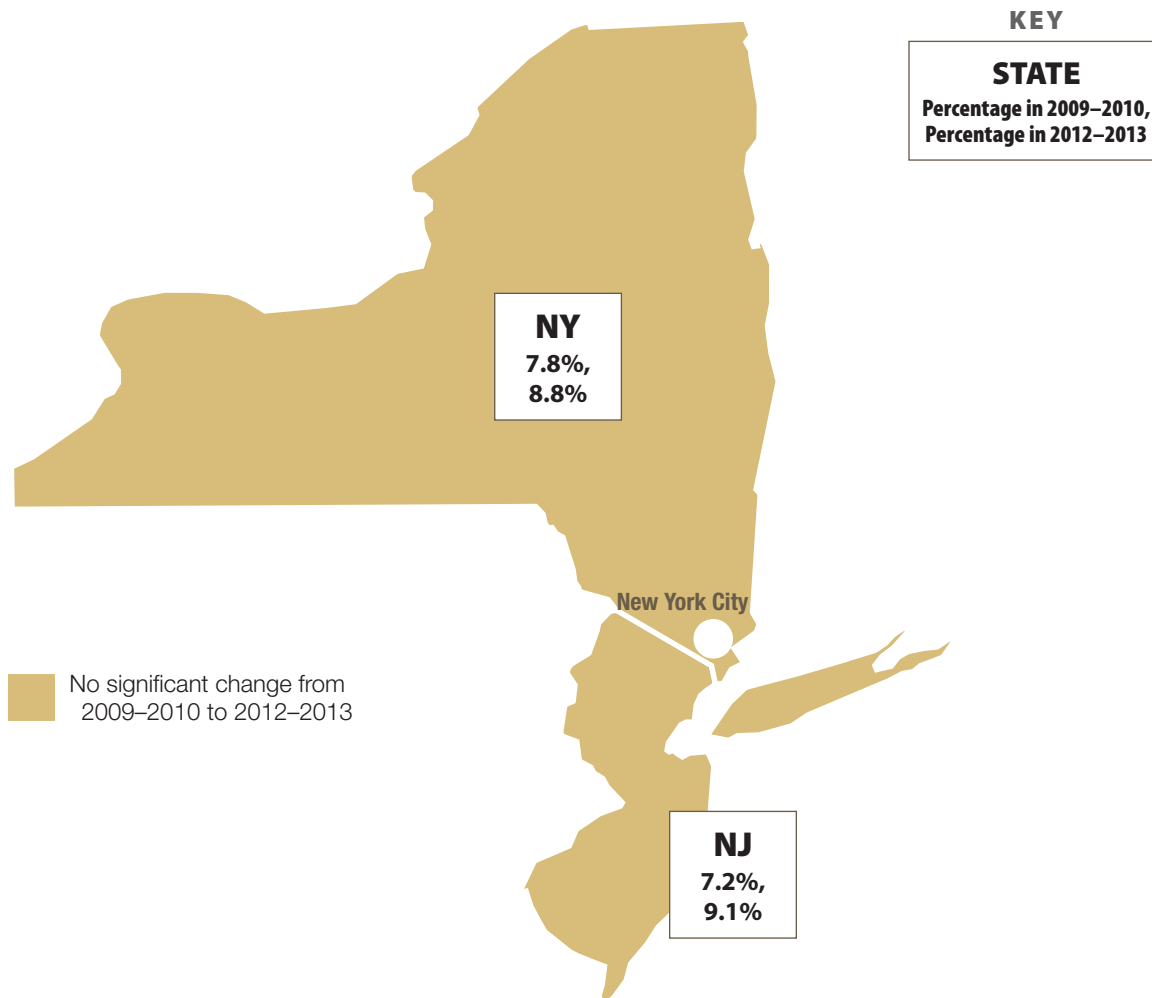 KEY
STATE
Percentage in 2009–2010,
Percentage in 2012–2013
NY
7.8%,
8.8%
New York City
No significant change from
2009–2010 to 2012–2013
NJ
7.2%,
9.1%